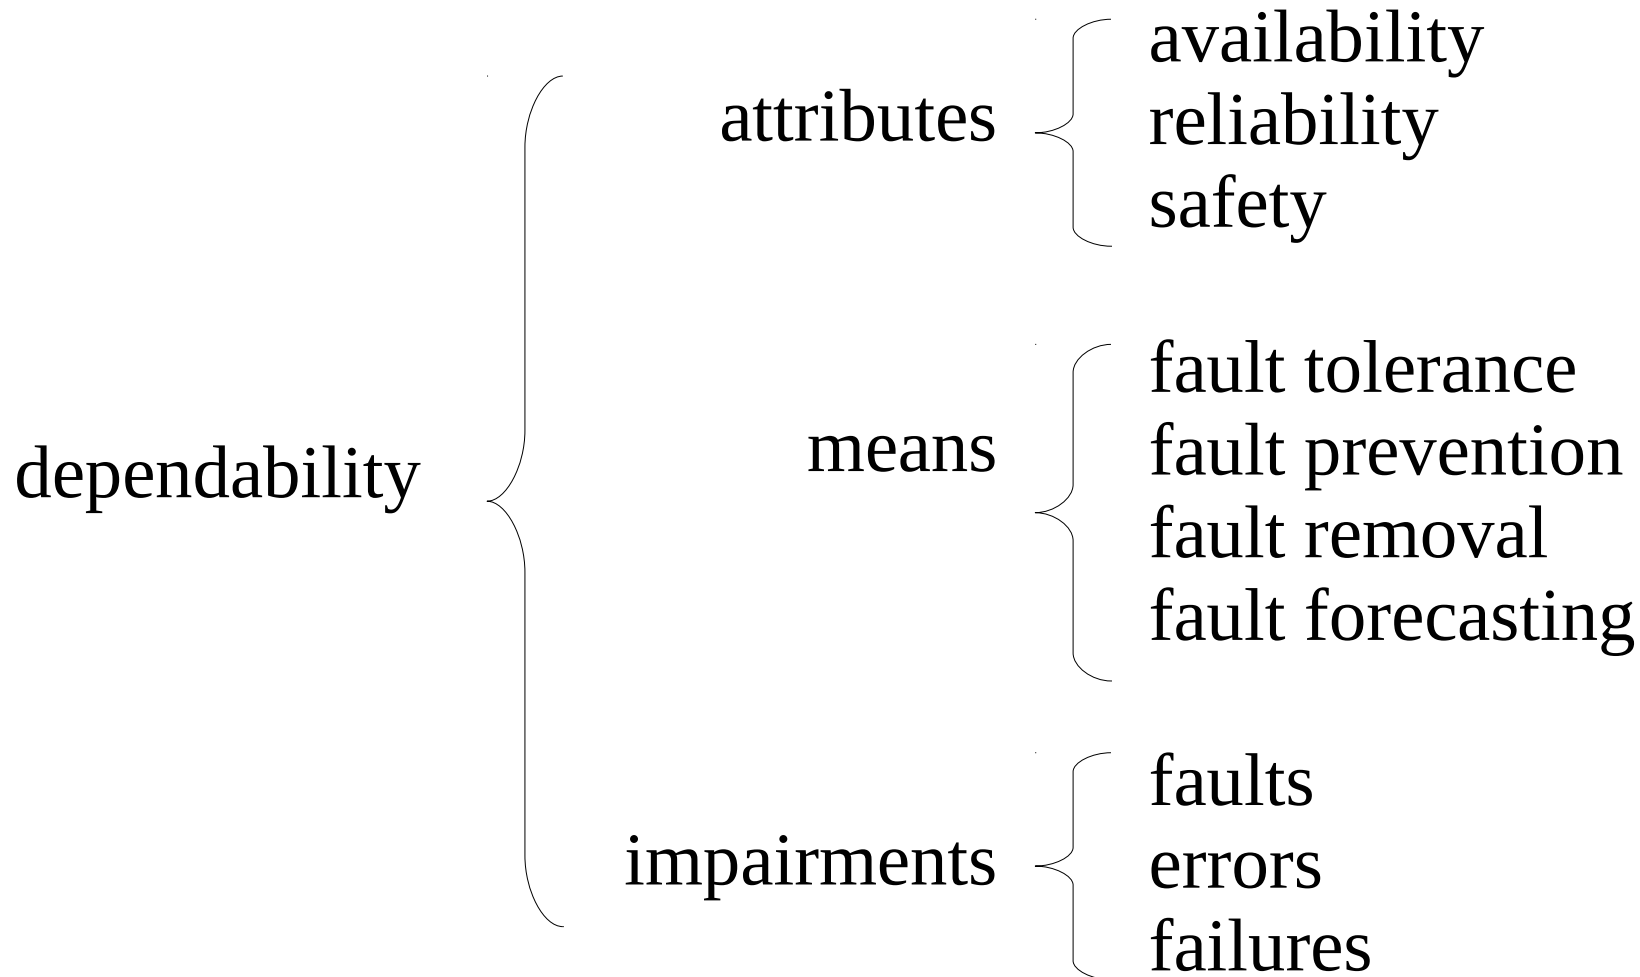 dependability
attributes
availability
reliability
safety
means
fault tolerance
fault prevention
fault removal
fault forecasting
impairments
faults
errors
failures